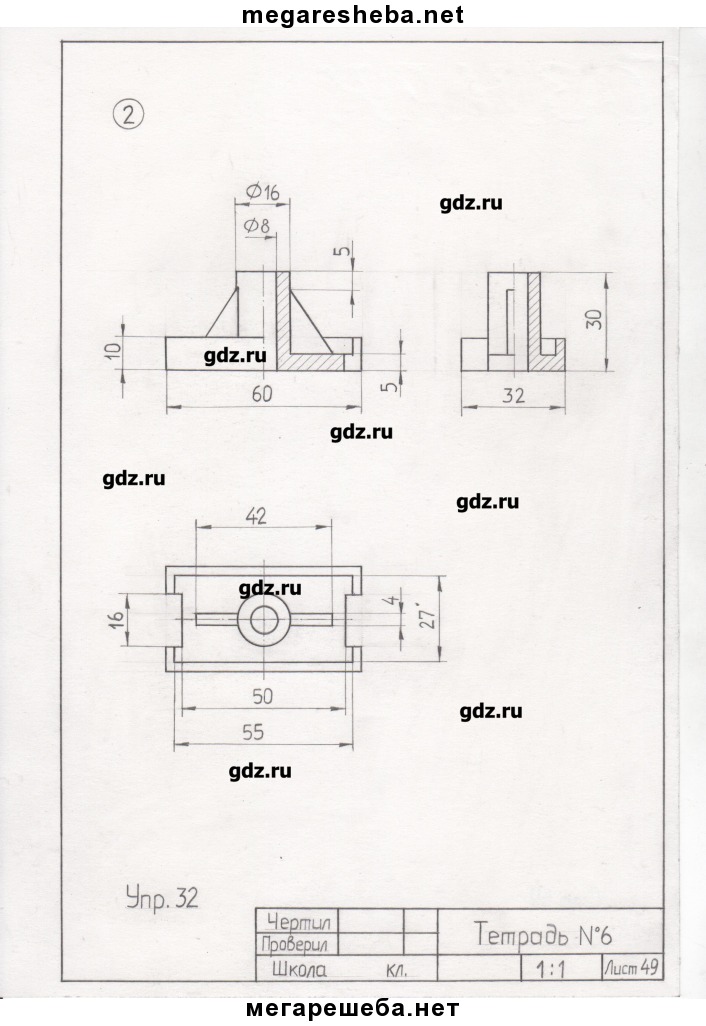 megaresheba.net
2
Ø16
gdz.ru
Ø8
5
30
10
gdz.ru
5
60
32
gdz.ru
gdz.ru
gdz.ru
42
gdz.ru
4
16
27
50
gdz.ru
55
gdz.ru
Упр. 32
Чертил
Тетрадь №6
Проверил
Школа кл.
1:1
Лист 49
мегарешеба.нет